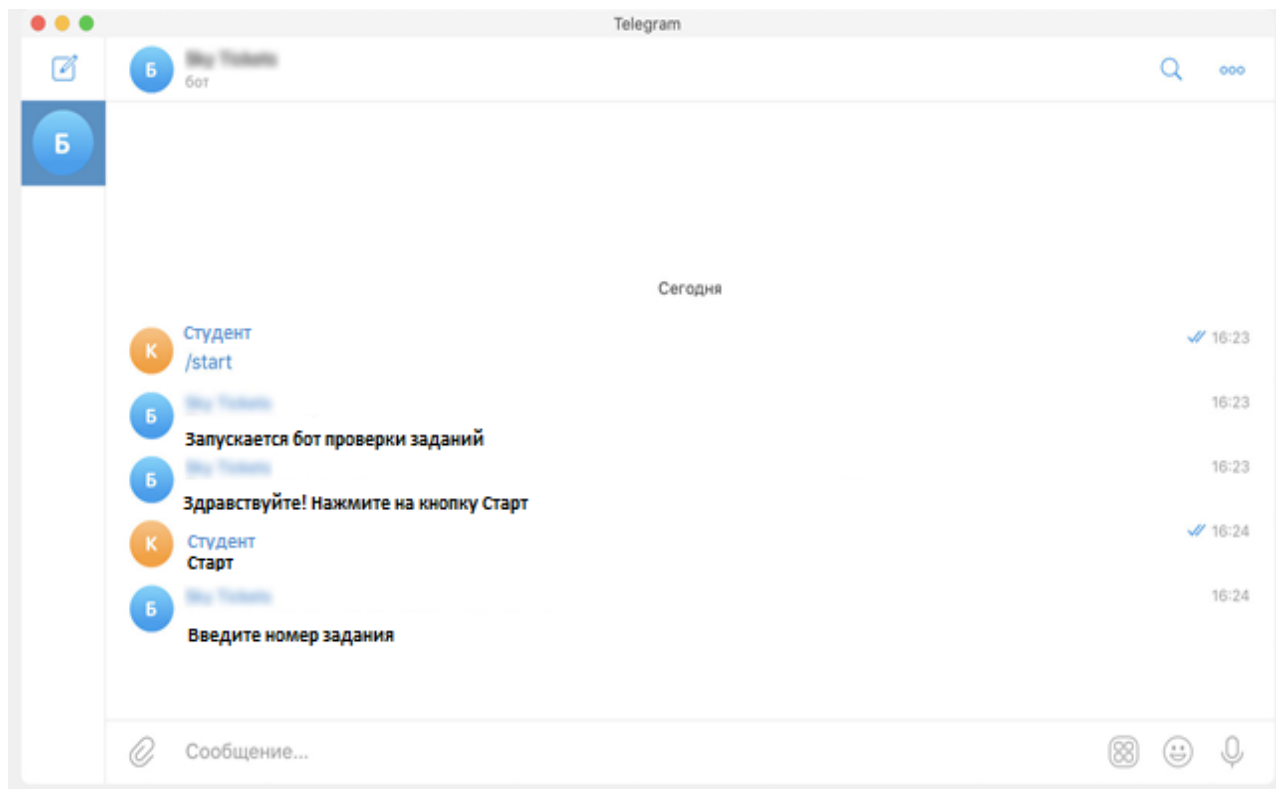 Telegram
Б
бот
Б
Сегодня
К
Студент
16:23
/start
Б
16:23
Запускается бот проверки заданий
Б
16:23
Здравствуйте! Нажмите на кнопку Старт
К
Студент
16:24
Старт
Б
16:24
Введите номер задания
Сообщение...